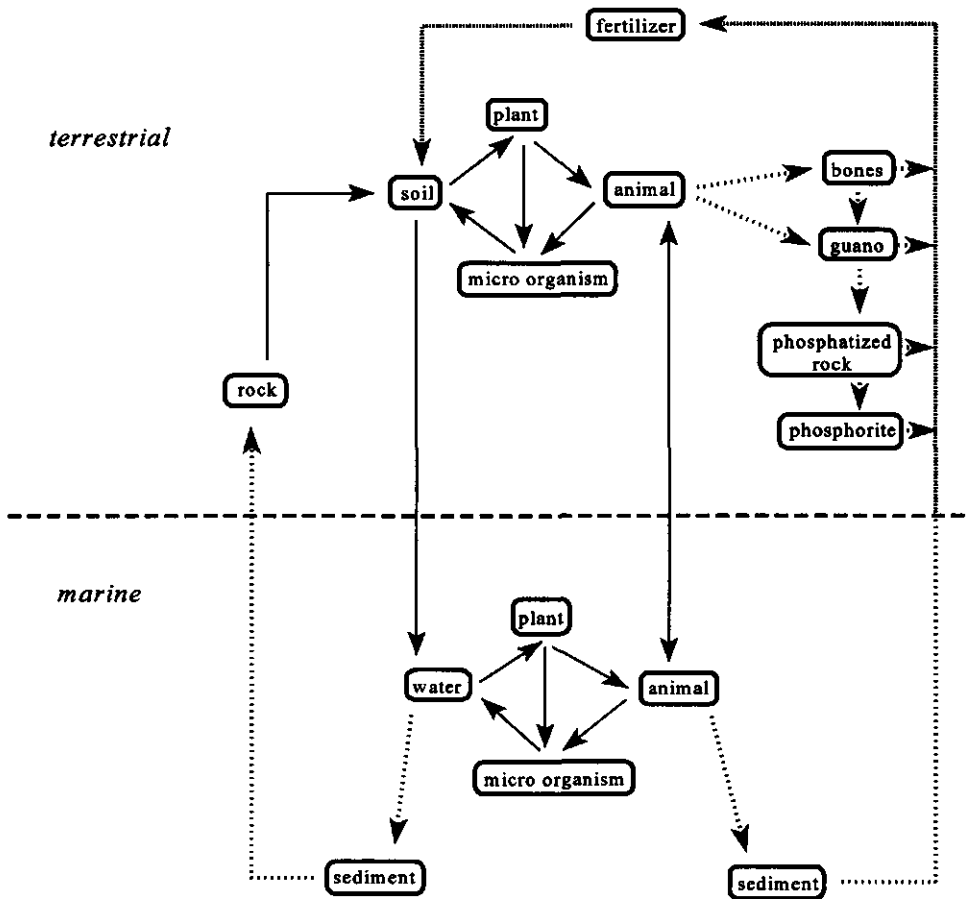 fertilizer
plant
terrestrial
bones
soil
animal
guano
micro organism
phosphatized
rock
rock
phosphorite
marine
plant
water
animal
micro organism
sediment
sediment